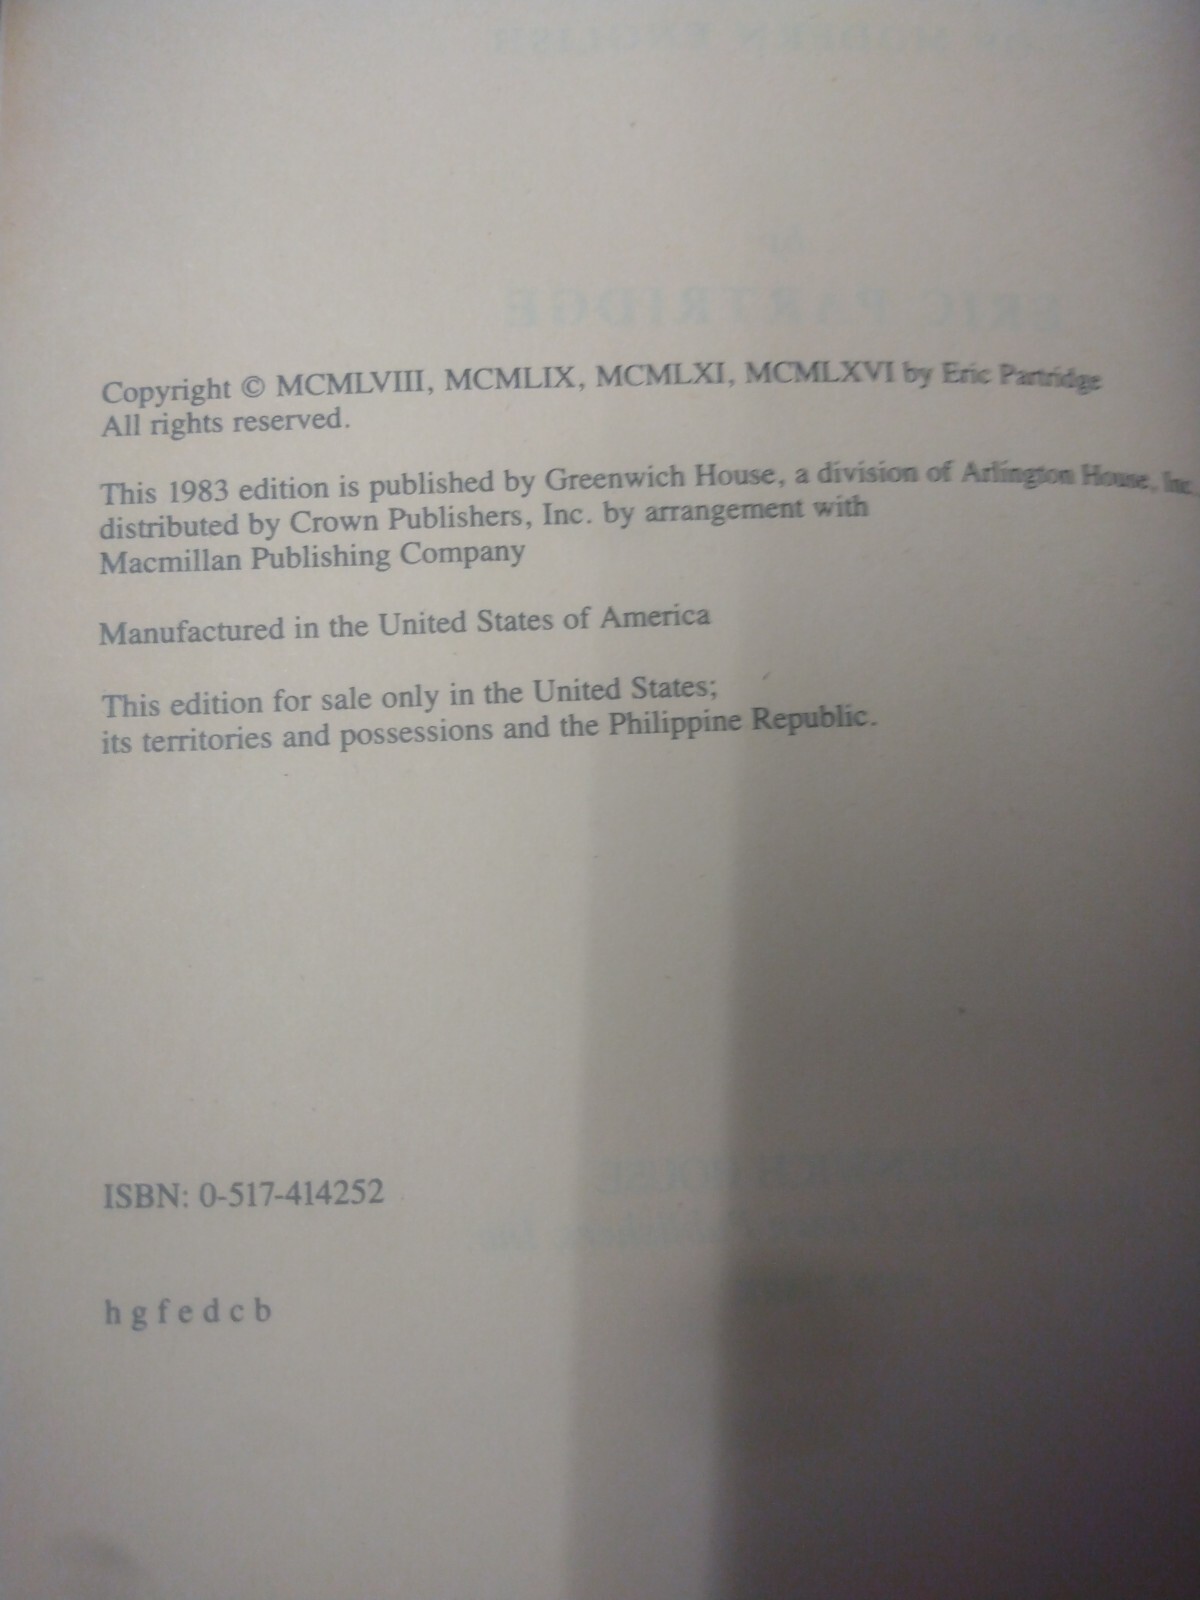 Copyright © MCMLVIII, MCMLIX, MCMLXI, MCMLXVI by Eric Partridge
All rights reserved.
This 1983 edition is published by Greenwich House, a division of Arlington House, Inc.
distributed by Crown Publishers, Inc. by arrangement with
Macmillan Publishing Company
Manufactured in the United States of America
This edition for sale only in the United States;
its territories and possessions and the Philippine Republic.
ISBN: 0-517-414252
h g f e d c b